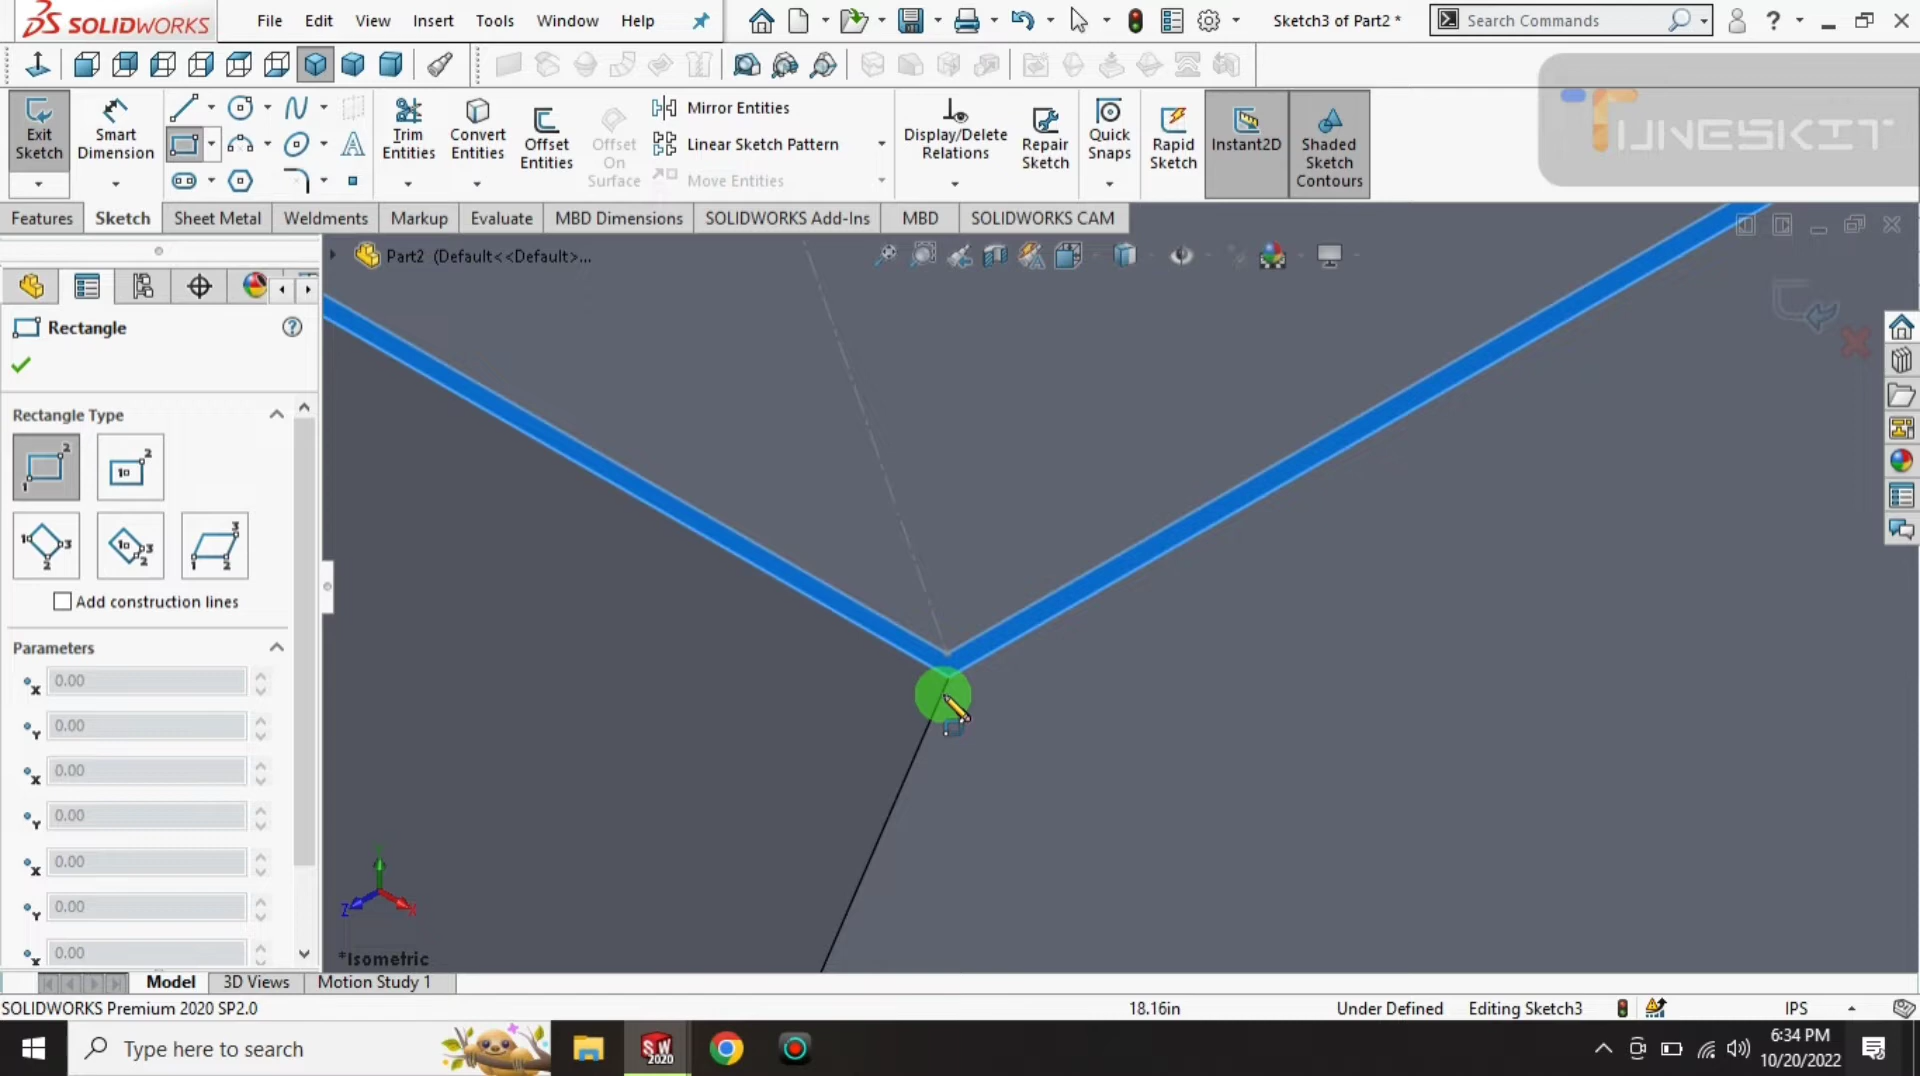 SOLIDWORKS File Edit View Insert Tools Window Help Sketch3 of Part2 * Search Commands ?
TUNESKIT
Exit Sketch
Smart Dimension
Trim Entities
Convert Entities
Offset Entities
Offset On Surface
Mirror Entities
Linear Sketch Pattern
Move Entities
Display/Delete Relations
Repair Sketch
Quick Snaps
Rapid Sketch
Instant2D
Shaded Sketch Contours
Features Sketch Sheet Metal Weldments Markup Evaluate MBD Dimensions SOLIDWORKS Add-Ins MBD SOLIDWORKS CAM
Part2 (Default<<Default>...
Rectangle ?
Rectangle Type
Add construction lines
Parameters
x 0.00
Y 0.00
x 0.00
Y 0.00
x 0.00
Y 0.00
x 0.00
Z X
*Isometric
Model 3D Views Motion Study 1
SOLIDWORKS Premium 2020 SP2.0 18.16in Under Defined Editing Sketch3 IPS
Type here to search
SW 2020
6:34 PM
10/20/2022